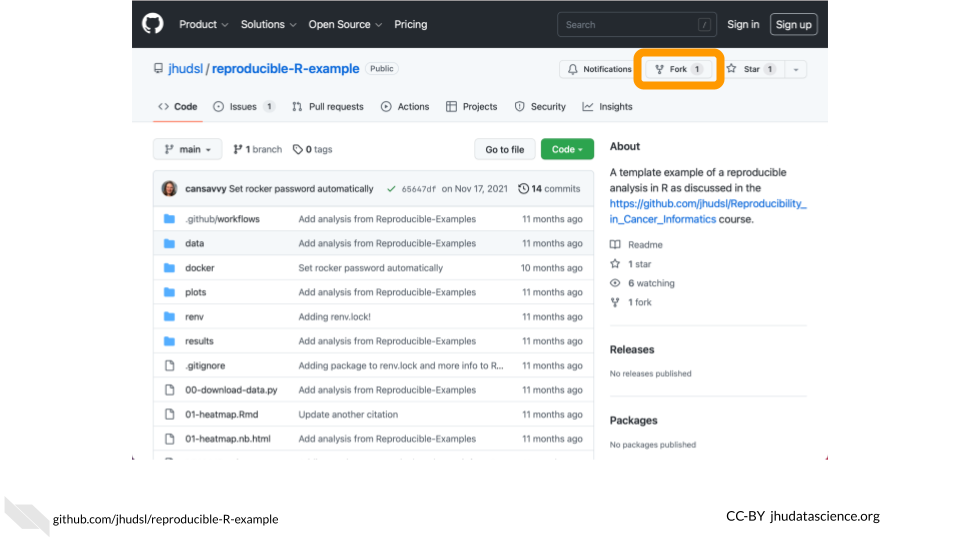 Product Solutions Open Source Pricing Search / Sign in Sign up
jhudsl / reproducible-R-example Public Notifications Fork 1 Star 1
Code Issues 1 Pull requests Actions Projects Security Insights
main 1 branch 0 tags Go to file Code
cansavvy Set rocker password automatically 65647df on Nov 17, 2021 14 commits
.github/workflows Add analysis from Reproducible-Examples 11 months ago
data Add analysis from Reproducible-Examples 11 months ago
docker Set rocker password automatically 10 months ago
plots Add analysis from Reproducible-Examples 11 months ago
renv Adding renv.lock! 11 months ago
results Add analysis from Reproducible-Examples 11 months ago
.gitignore Adding package to renv.lock and more info to R... 11 months ago
00-download-data.py Add analysis from Reproducible-Examples 11 months ago
01-heatmap.Rmd Update another citation 11 months ago
01-heatmap.nb.html Add analysis from Reproducible-Examples 11 months ago
About
A template example of a reproducible
analysis in R as discussed in the
https://github.com/jhudsl/Reproducibility_
in_Cancer_Informatics course.
Readme
1 star
6 watching
1 fork
Releases
No releases published
Packages
No packages published
github.com/jhudsl/reproducible-R-example
CC-BY jhudatascience.org